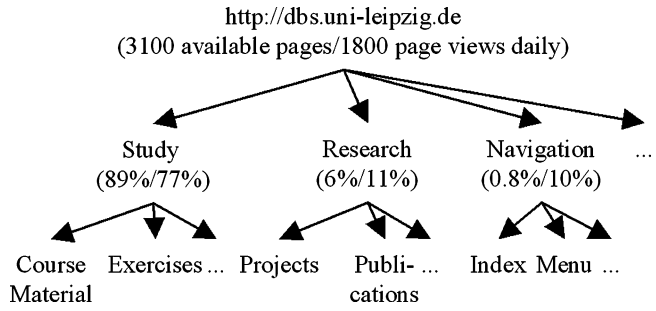 http://dbs.uni-leipzig.de
(3100 available pages/1800 page views daily)
Study Research Navigation ...
(89%/77%) (6%/11%) (0.8%/10%)
Course Exercises ... Projects Publi- ... Index Menu ...
Material cations